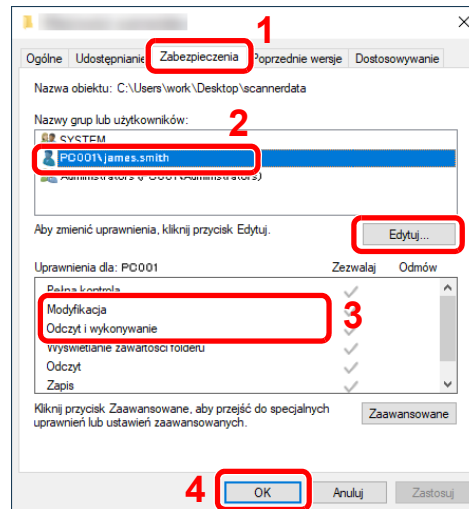 1
Ogólne Udostępnianie Zabezpieczenia Poprzednie wersje Dostosowywanie
Nazwa obiektu: C:\Users\work\Desktop\scannerdata
Nazwy grup lub użytkowników:
2
SYSTEM
PC001\james.smith
Administrators (PC001\Administrators)
Aby zmienić uprawnienia, kliknij przycisk Edytuj.
Edytuj...
Uprawnienia dla: PC001 Zezwalaj Odmów
Pełna kontrola
Modyfikacja
3
Odczyt i wykonywanie
Wyświetlanie zawartości folderu
Odczyt
Zapis
Kliknij przycisk Zaawansowane, aby przejść do specjalnych
uprawnień lub ustawień zaawansowanych.
Zaawansowane
4
OK Anuluj Zastosuj